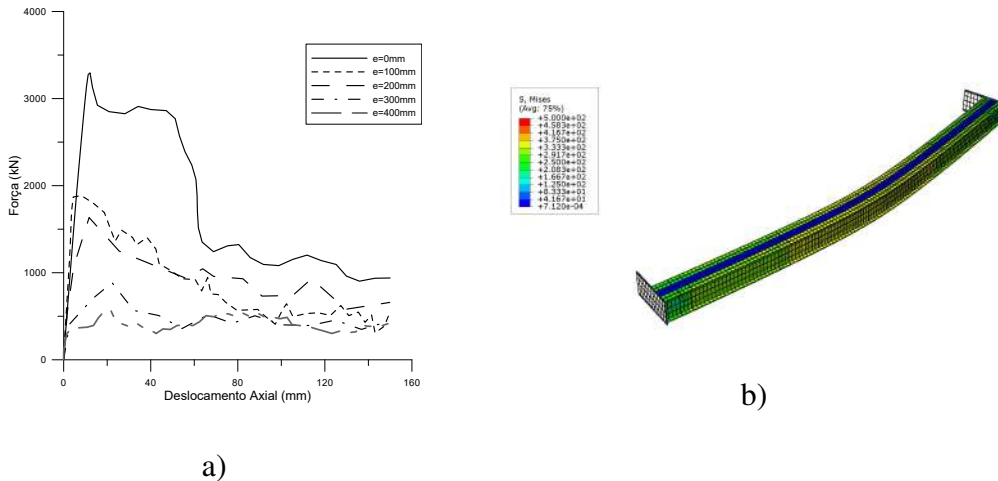 4000
3000
2000
1000
0
Força (kN)
0
40
80
120
160
Deslocamento Axial (mm)
e=0mm
e=100mm
e=200mm
e=300mm
e=400mm
a)
S, Mises
(Avg: 75%)
+5.000e+02
+4.583e+02
+4.167e+02
+3.750e+02
+3.333e+02
+2.917e+02
+2.500e+02
+2.083e+02
+1.667e+02
+1.250e+02
+8.333e+01
+4.167e+01
+7.120e-04
b)